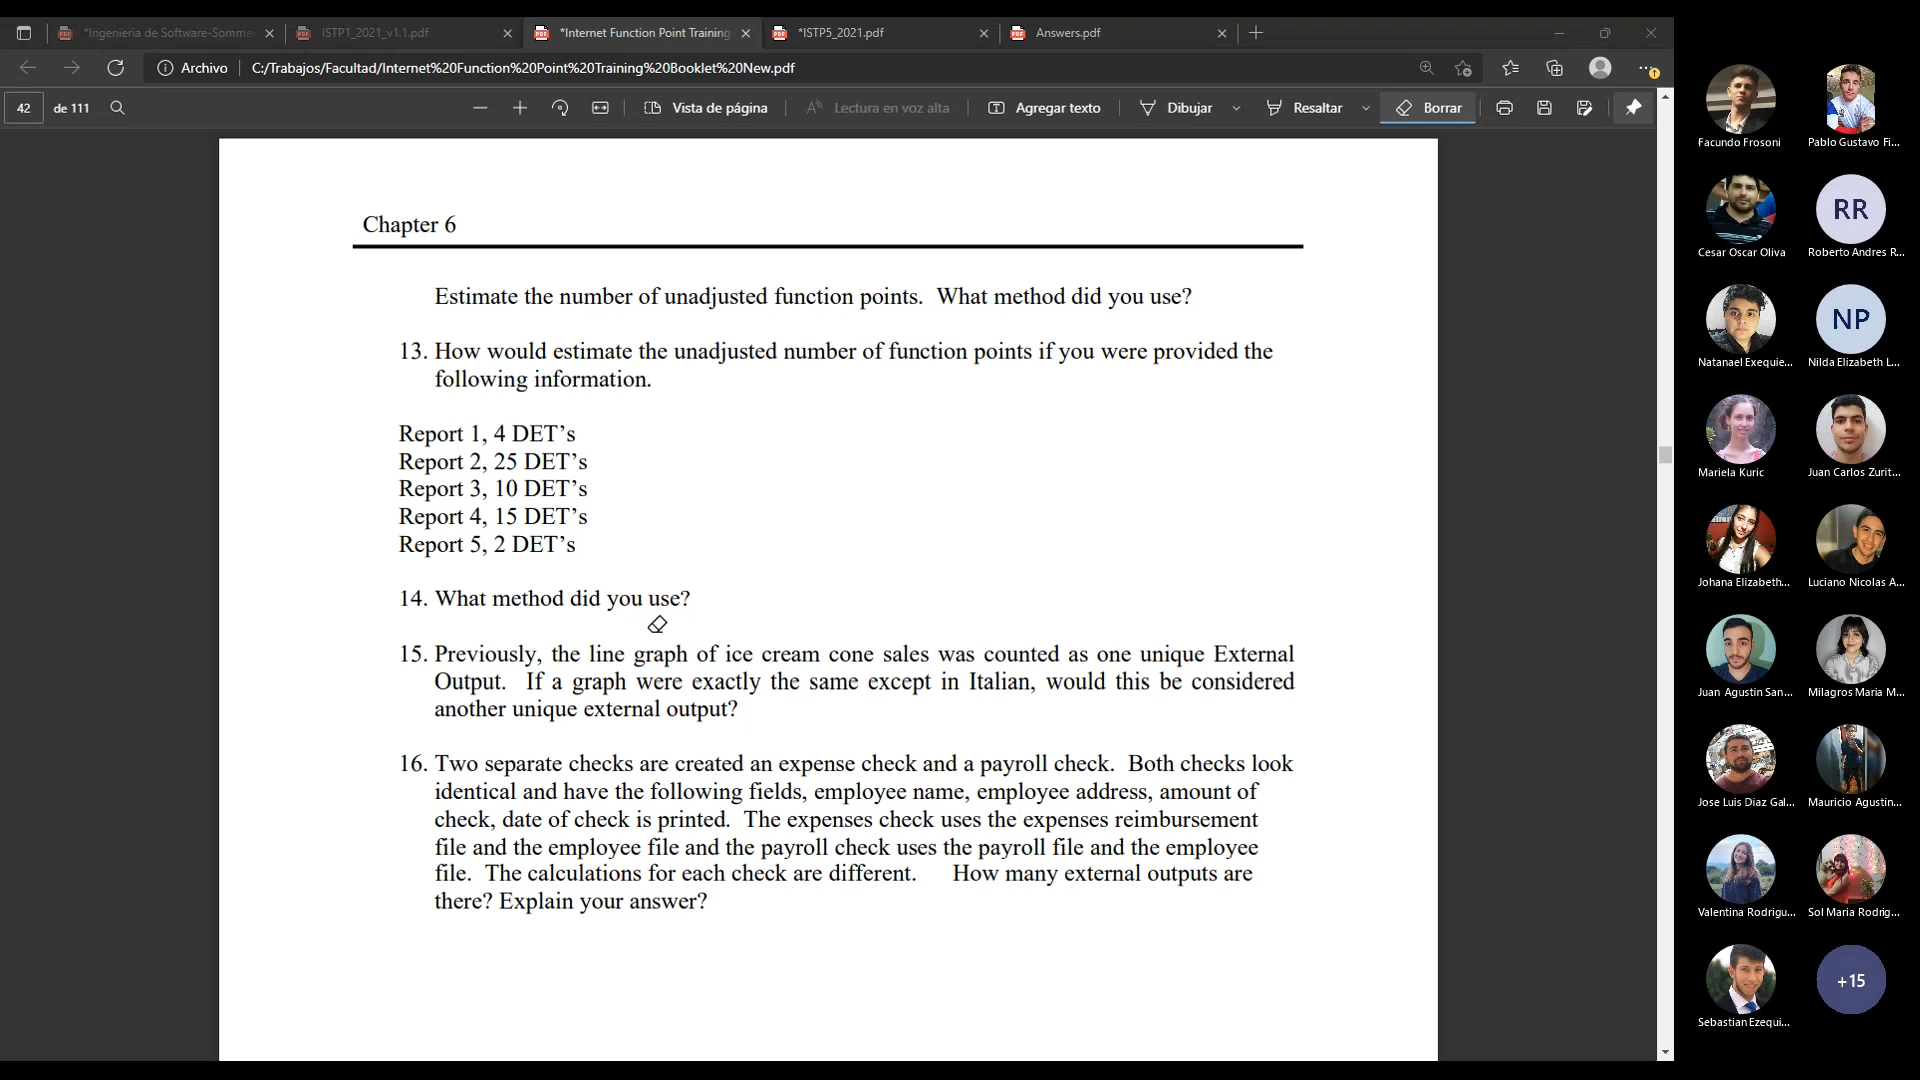 *Ingenieria de Software-Somme
ISTP1_2021_v1.1.pdf
*Internet Function Point Training
*ISTP5_2021.pdf
Answers.pdf
Archivo
C:/Trabajos/Facultad/Internet%20Function%20Point%20Training%20Booklet%20New.pdf
42 de 111
Vista de página
Lectura en voz alta
Agregar texto
Dibujar
Resaltar
Borrar
Chapter 6
Estimate the number of unadjusted function points. What method did you use?
13. How would estimate the unadjusted number of function points if you were provided the
following information.
Report 1, 4 DET’s
Report 2, 25 DET’s
Report 3, 10 DET’s
Report 4, 15 DET’s
Report 5, 2 DET’s
14. What method did you use?
15. Previously, the line graph of ice cream cone sales was counted as one unique External
Output. If a graph were exactly the same except in Italian, would this be considered
another unique external output?
16. Two separate checks are created an expense check and a payroll check. Both checks look
identical and have the following fields, employee name, employee address, amount of
check, date of check is printed. The expenses check uses the expenses reimbursement
file and the employee file and the payroll check uses the payroll file and the employee
file. The calculations for each check are different. How many external outputs are
there? Explain your answer?
Facundo Frosoni
Pablo Gustavo Fi...
Cesar Oscar Oliva
RR
Roberto Andres R...
Natanael Exequie...
NP
Nilda Elizabeth L...
Mariela Kuric
Juan Carlos Zurit...
Johana Elizabeth...
Luciano Nicolas A...
Juan Agustin San...
Milagros Maria M...
Jose Luis Diaz Gal...
Mauricio Agustin...
Valentina Rodrigu...
Sol Maria Rodrig...
Sebastian Ezequi...
+15